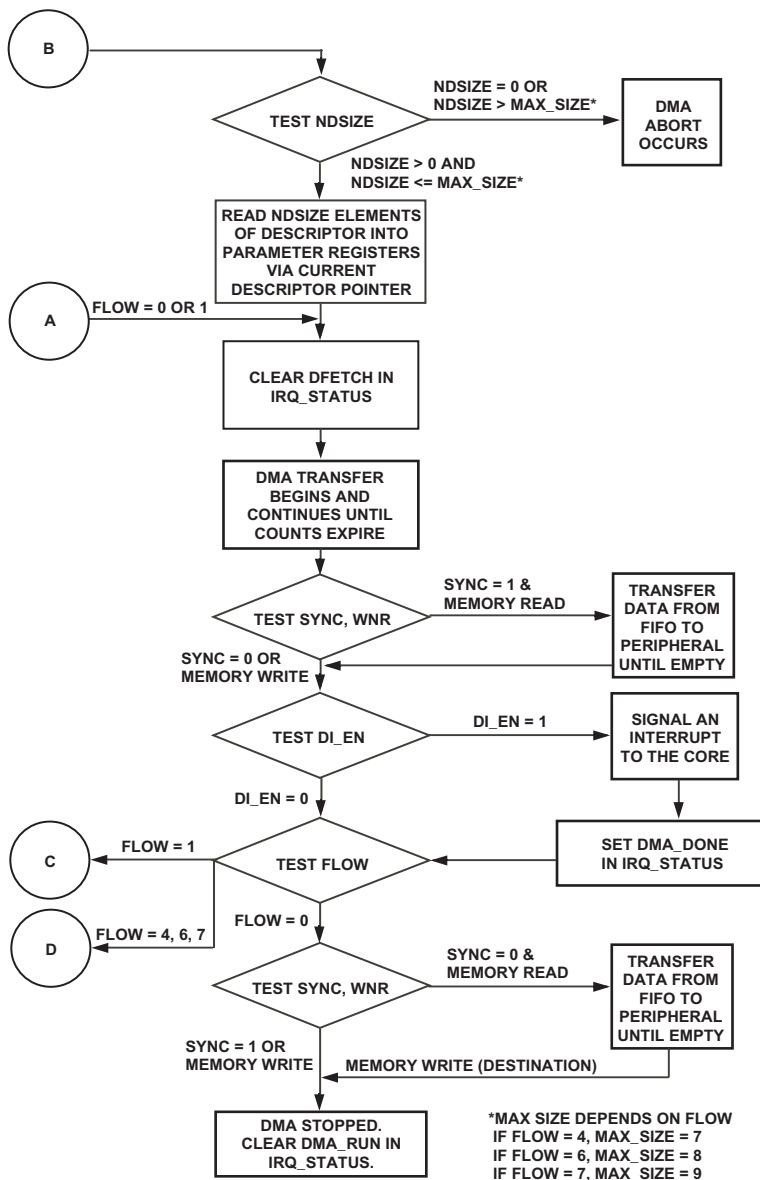 B
NDSIZE = 0 OR
NDSIZE > MAX_SIZE*
TEST NDSIZE
DMA
ABORT
OCCURS
NDSIZE > 0 AND
NDSIZE <= MAX_SIZE*
READ NDSIZE ELEMENTS
OF DESCRIPTOR INTO
PARAMETER REGISTERS
VIA CURRENT
DESCRIPTOR POINTER
A
FLOW = 0 OR 1
CLEAR DFETCH IN
IRQ_STATUS
DMA TRANSFER
BEGINS AND
CONTINUES UNTIL
COUNTS EXPIRE
TEST SYNC, WNR
SYNC = 1 &
MEMORY READ
TRANSFER
DATA FROM
FIFO TO
PERIPHERAL
UNTIL EMPTY
SYNC = 0 OR
MEMORY WRITE
TEST DI_EN
DI_EN = 1
SIGNAL AN
INTERRUPT
TO THE CORE
DI_EN = 0
SET DMA_DONE
IN IRQ_STATUS
C
FLOW = 1
TEST FLOW
D
FLOW = 4, 6, 7
FLOW = 0
TEST SYNC, WNR
SYNC = 0 &
MEMORY READ
TRANSFER
DATA FROM
FIFO TO
PERIPHERAL
UNTIL EMPTY
SYNC = 1 OR
MEMORY WRITE
MEMORY WRITE (DESTINATION)
DMA STOPPED.
CLEAR DMA_RUN IN
IRQ_STATUS.
*MAX SIZE DEPENDS ON FLOW
IF FLOW = 4, MAX_SIZE = 7
IF FLOW = 6, MAX_SIZE = 8
IF FLOW = 7, MAX_SIZE = 9